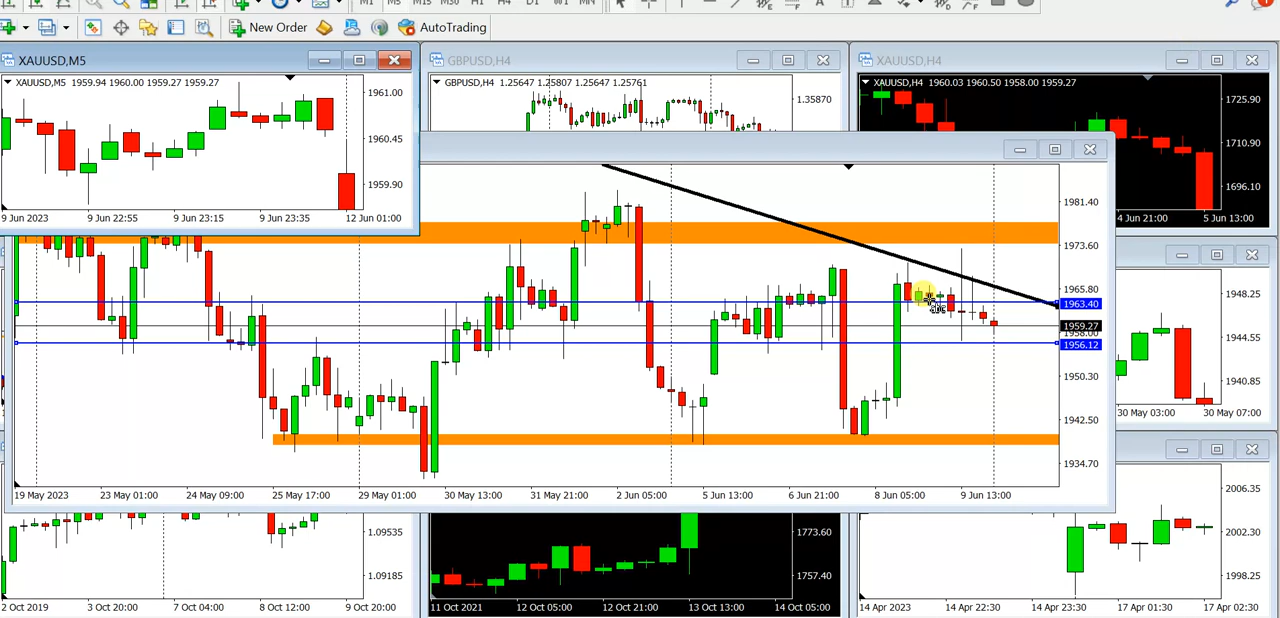 M1 M5 M15 M30 H1 H4 D1 W1 MN
New Order AutoTrading
XAUUSD,M5
XAUUSD,M5 1959.94 1960.00 1959.27 1959.27
1961.00
1960.45
1959.90
9 Jun 2023 9 Jun 22:55 9 Jun 23:15 9 Jun 23:35 12 Jun 01:00
GBPUSD,H4
GBPUSD,H4 1.25647 1.25807 1.25647 1.25761
1.35870
XAUUSD,H4
XAUUSD,H4 1960.03 1960.50 1958.00 1959.27
1725.90
1710.90
1696.10
4 Jun 21:00 5 Jun 13:00
1981.40
1973.60
1965.80
1963.40
1959.27
1958.00
1956.12
1950.30
1942.50
1934.70
19 May 2023 23 May 01:00 24 May 09:00 25 May 17:00 29 May 01:00 30 May 13:00 31 May 21:00 2 Jun 05:00 5 Jun 13:00 6 Jun 21:00 8 Jun 05:00 9 Jun 13:00
1948.25
1944.55
1940.85
30 May 03:00 30 May 07:00
1.09535
1.09185
2 Oct 2019 3 Oct 20:00 7 Oct 04:00 8 Oct 12:00 9 Oct 20:00
1773.60
1757.40
11 Oct 2021 12 Oct 05:00 12 Oct 21:00 13 Oct 13:00 14 Oct 05:00
2006.35
2002.30
1998.25
14 Apr 2023 14 Apr 22:30 14 Apr 23:30 17 Apr 01:30 17 Apr 02:30